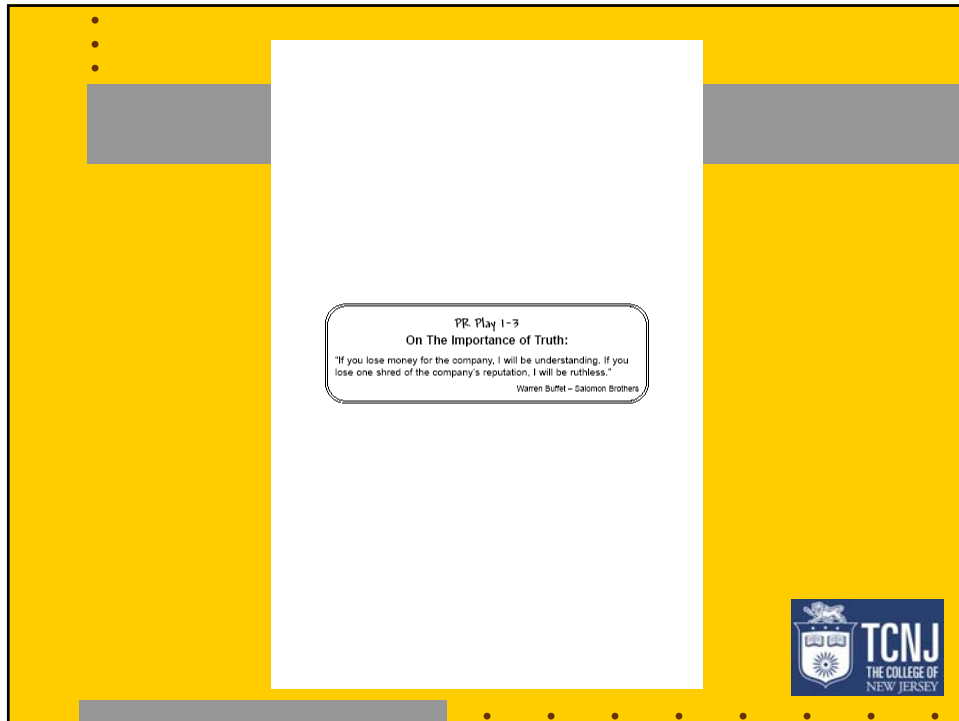 PR Play 1-3
On The Importance of Truth:
"If you lose money for the company, I will be understanding. If you
lose one shred of the company's reputation, I will be ruthless."
Warren Buffet – Salomon Brothers
TCNJ
THE COLLEGE OF
NEW JERSEY